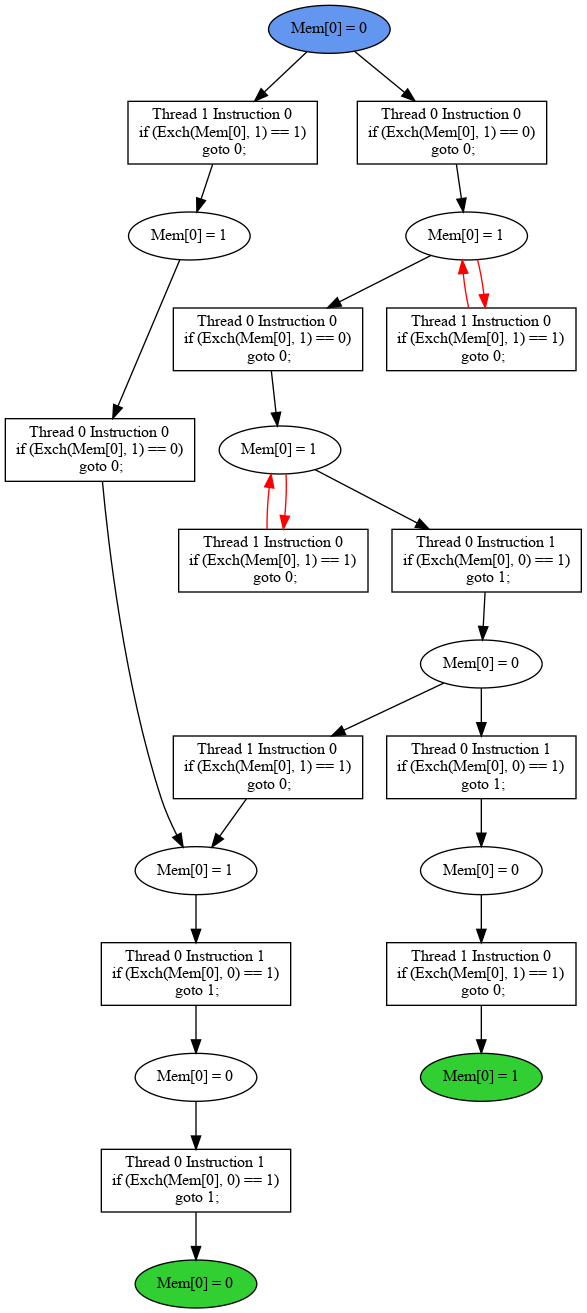 Mem[0] = 0
Thread 1 Instruction 0
if (Exch(Mem[0], 1) == 1)
goto 0;
Thread 0 Instruction 0
if (Exch(Mem[0], 1) == 0)
goto 0;
Mem[0] = 1
Mem[0] = 1
Thread 0 Instruction 0
if (Exch(Mem[0], 1) == 0)
goto 0;
Thread 1 Instruction 0
if (Exch(Mem[0], 1) == 1)
goto 0;
Thread 0 Instruction 0
if (Exch(Mem[0], 1) == 0)
goto 0;
Mem[0] = 1
Thread 1 Instruction 0
if (Exch(Mem[0], 1) == 1)
goto 0;
Thread 0 Instruction 1
if (Exch(Mem[0], 0) == 1)
goto 1;
Mem[0] = 0
Thread 1 Instruction 0
if (Exch(Mem[0], 1) == 1)
goto 0;
Thread 0 Instruction 1
if (Exch(Mem[0], 0) == 1)
goto 1;
Mem[0] = 1
Mem[0] = 0
Thread 0 Instruction 1
if (Exch(Mem[0], 0) == 1)
goto 1;
Thread 1 Instruction 0
if (Exch(Mem[0], 1) == 1)
goto 0;
Mem[0] = 0
Mem[0] = 1
Thread 0 Instruction 1
if (Exch(Mem[0], 0) == 1)
goto 1;
Mem[0] = 0